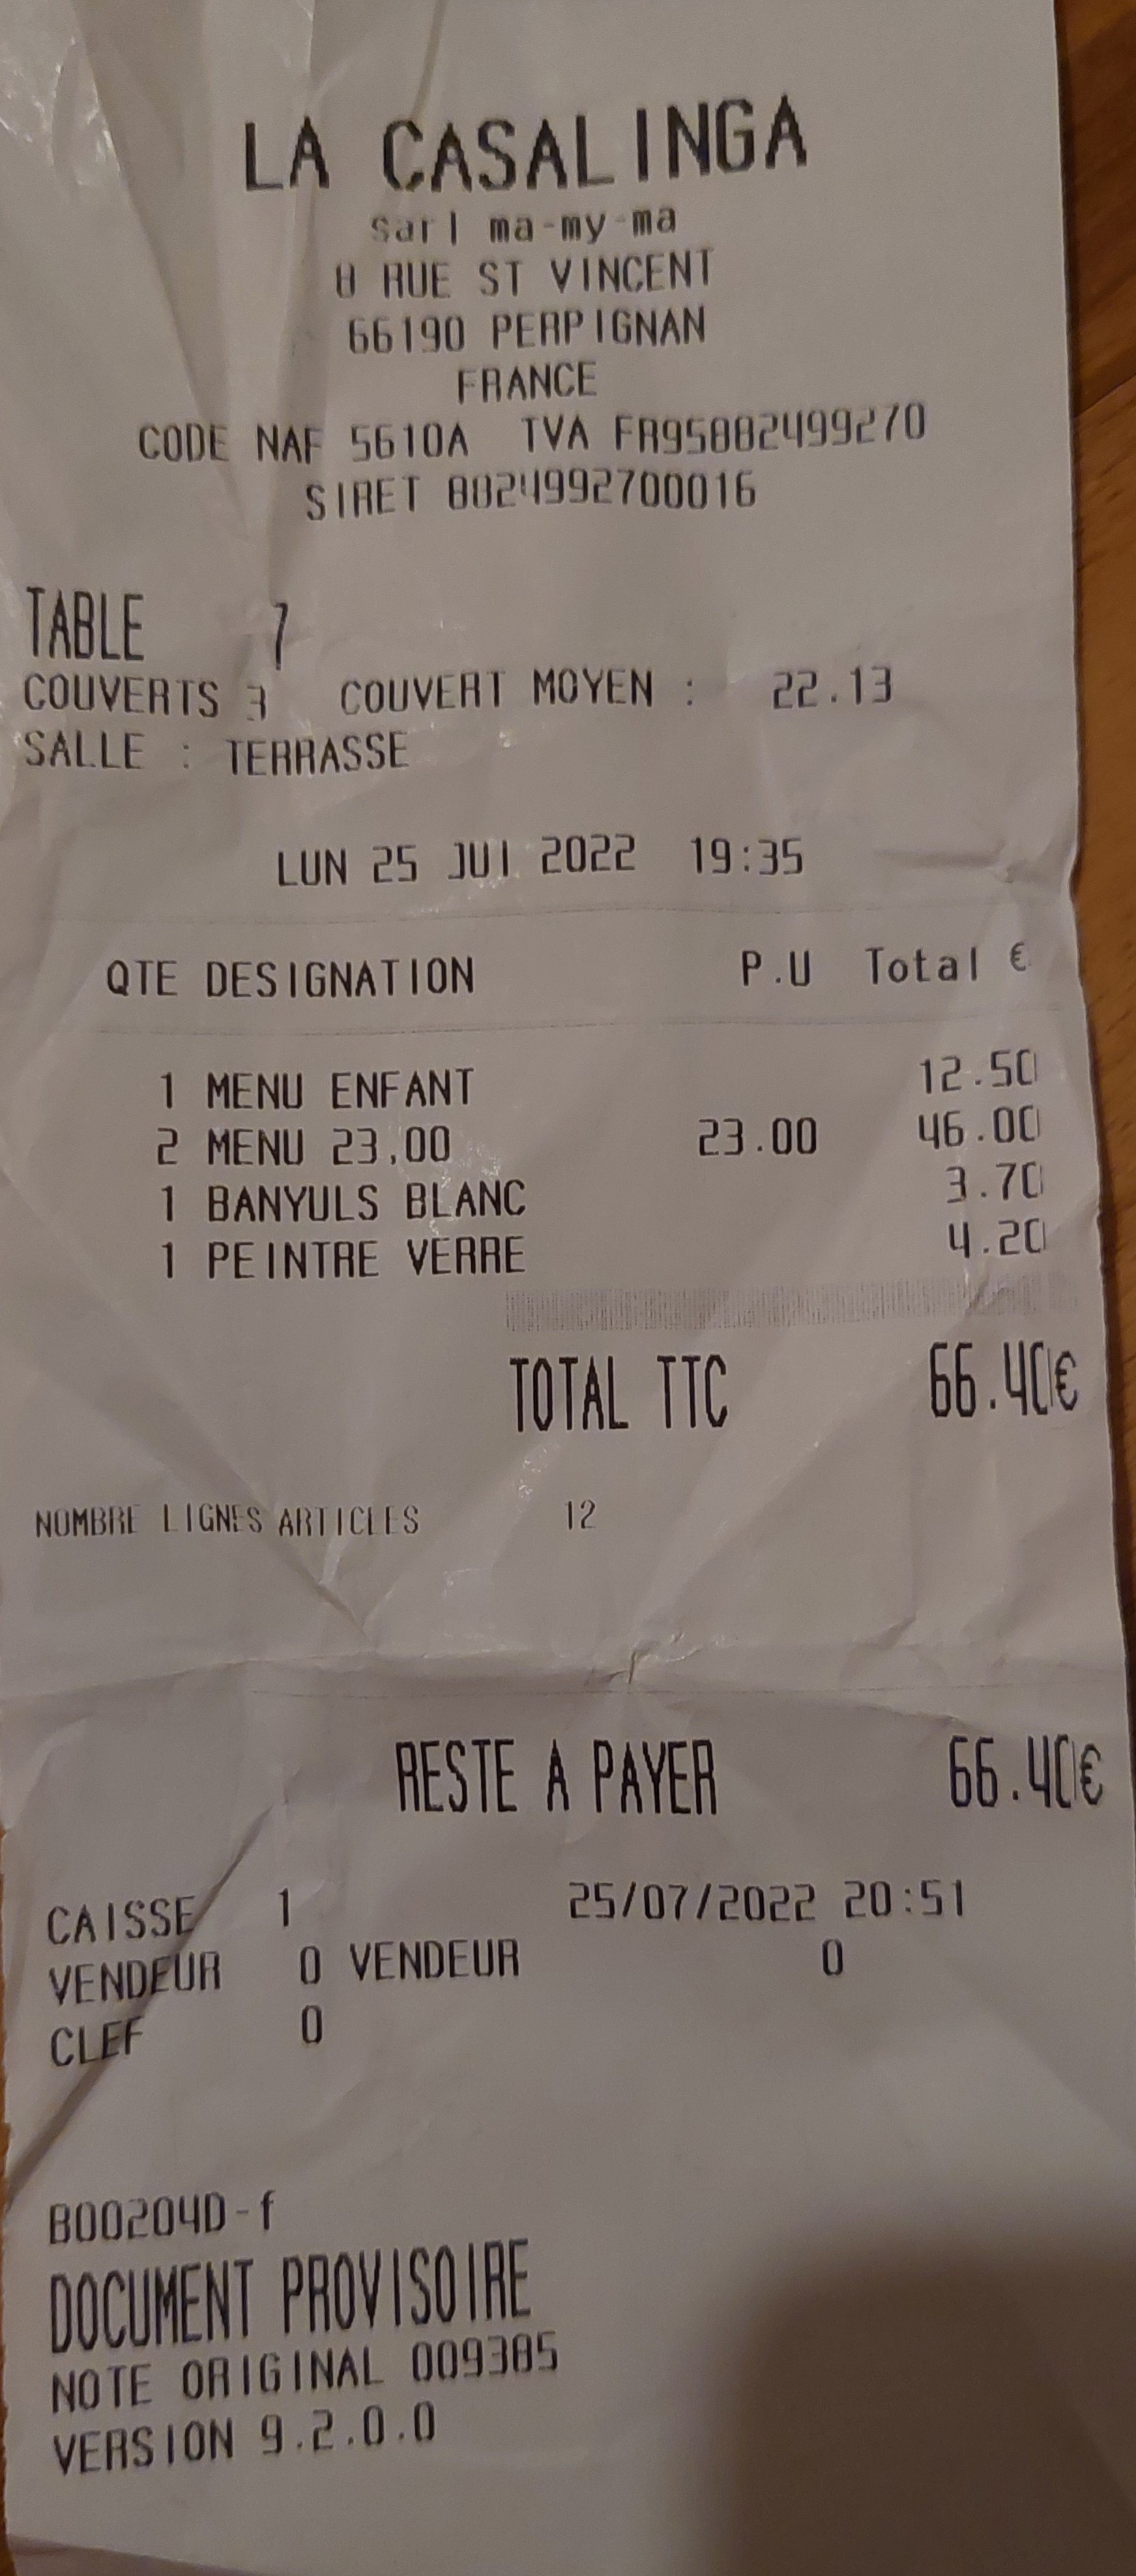 LA CASALINGA
sarl ma-my-ma
8 RUE ST VINCENT
66190 PERPIGNAN
FRANCE
CODE NAF 5610A TVA FR95882499270
SIRET 8824992700016
TABLE 7
COUVERTS 3 COUVERT MOYEN : 22.13
SALLE : TERRASSE
LUN 25 JUI 2022 19:35
QTE DESIGNATION P.U Total €
1 MENU ENFANT 12.50
2 MENU 23,00 23.00 46.00
1 BANYULS BLANC 3.70
1 PEINTRE VERRE 4.20
TOTAL TTC 66.40€
NOMBRE LIGNES ARTICLES 12
RESTE A PAYER 66.40€
CAISSE 1 25/07/2022 20:51
VENDEUR 0 VENDEUR 0
CLEF 0
B00204D-f
DOCUMENT PROVISOIRE
NOTE ORIGINAL 009385
VERSION 9.2.0.0